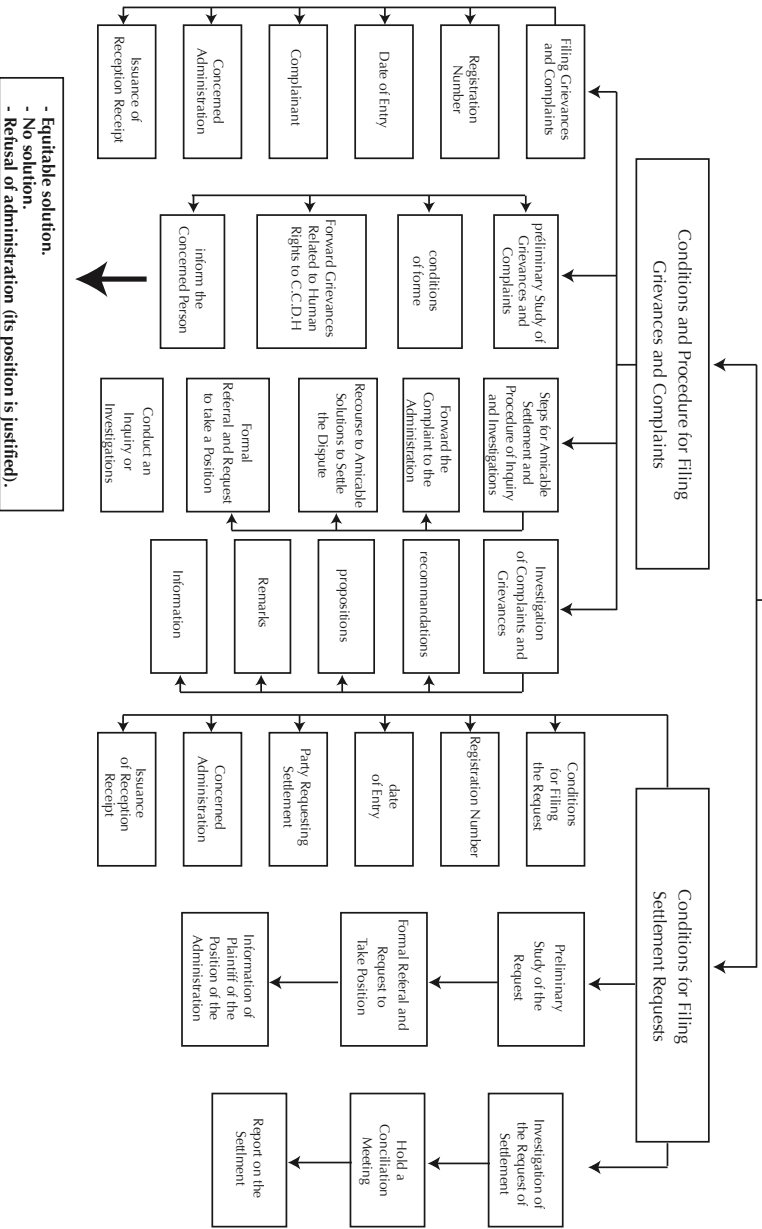 Conditions and Procedure for Filing
Grievances and Complaints
Filing Grievances
and Complaints
Registration
Number
Date of Entry
Complainant
Concerned
Administration
Issuance of
Reception Receipt
préliminary Study of
Grievances and
Complaints
conditions
of forme
Forward Grievances
Related to Human
Rights to C.C.D.H
inform the
Concerned Person
- Equitable solution.
- No solution.
- Refusal of administration (its position is justified).
Steps for Amicable
Settlement and
Procedure of Inquiry
and Investigations
Forward the
Complaint to the
Administration
Recourse to Amicable
Solutions to Settle
the Dispute
Formal
Referral and Request
to take a Position
Conduct an
Inquiry or
Investigations
Investigation
of Complaints and
Grievances
recommandations
propositions
Remarks
Information
Conditions for Filing
Settlement Requests
Conditions
for Filing
the Request
Registration Number
date
of Entry
Party Requesting
Settlement
Concerned
Administration
Issuance
of Reception
Receipt
Preliminary
Study of the
Request
Formal Referal and
Request to
Take Position
Information of
Plaintiff of the
Position of the
Administration
Investigation of
the Request of
Settlement
Hold a
Conciliation
Meeting
Report on the
Settlment